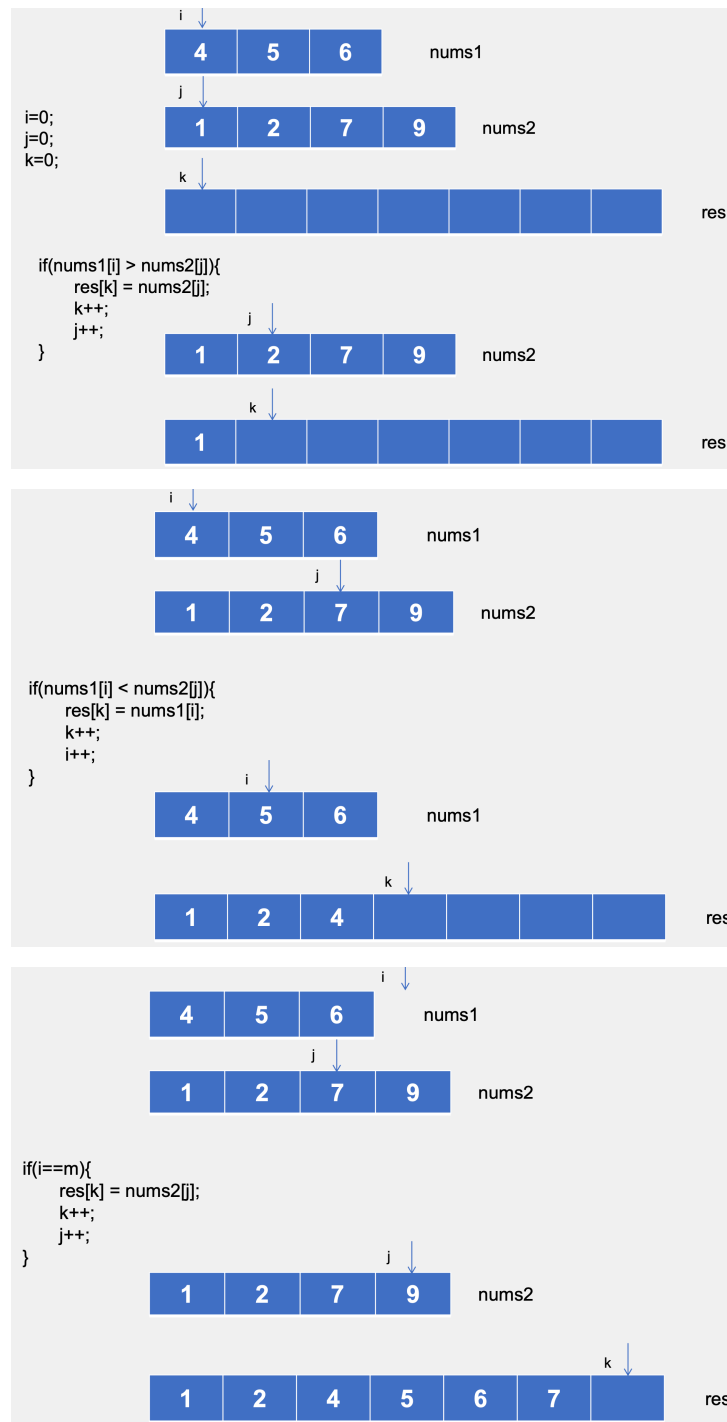 i
4 5 6 nums1
j
i=0;
j=0;
k=0;
1 2 7 9 nums2
k
res
if(nums1[i] > nums2[j]){
res[k] = nums2[j];
k++;
j++;
}
j
1 2 7 9 nums2
k
1 res
i
4 5 6 nums1
j
1 2 7 9 nums2
if(nums1[i] < nums2[j]){
res[k] = nums1[i];
k++;
i++;
}
i
4 5 6 nums1
k
1 2 4 res
i
4 5 6 nums1
j
1 2 7 9 nums2
if(i==m){
res[k] = nums2[j];
k++;
j++;
}
j
1 2 7 9 nums2
k
1 2 4 5 6 7 res